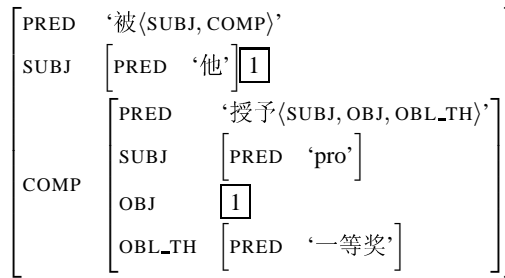 PRED ‘被⟨SUBJ, COMP⟩’
SUBJ [PRED ‘他’] 1
COMP
PRED ‘授予⟨SUBJ, OBJ, OBL_TH⟩’
SUBJ [PRED ‘pro’]
OBJ 1
OBL_TH [PRED ‘一等奖’]